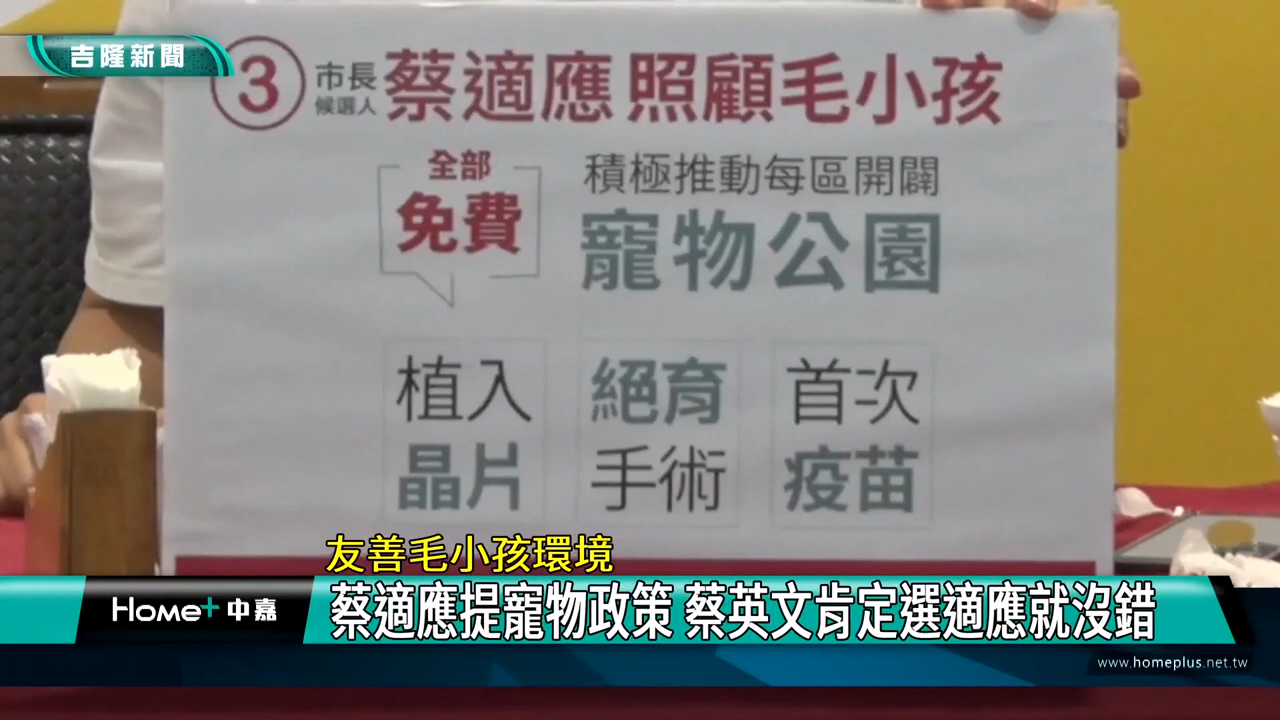 吉隆新聞
3 市長候選人 蔡適應 照顧毛小孩
全部
免費
積極推動每區開闢
寵物公園
植入
晶片
絕育
手術
首次
疫苗
友善毛小孩環境
Home+中嘉
蔡適應提寵物政策 蔡英文肯定選適應就沒錯
www.homeplus.net.tw